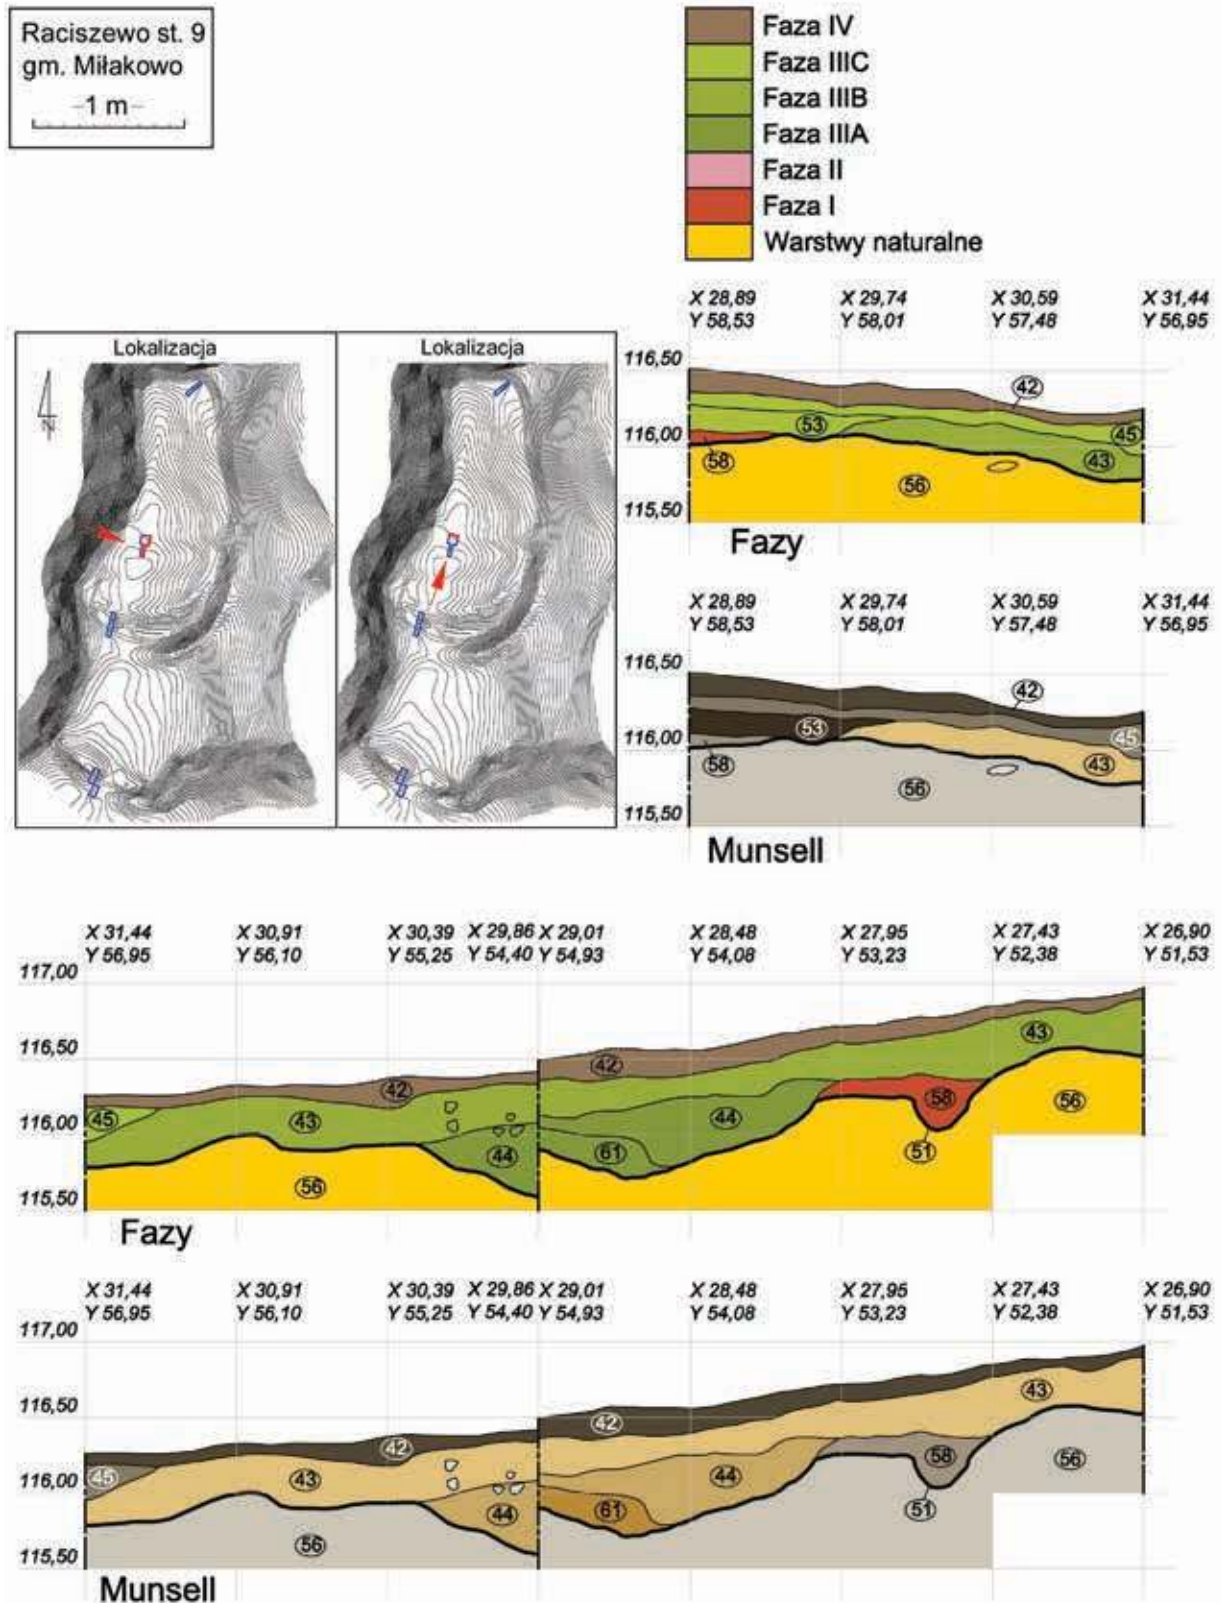 Raciszewo st. 9
gm. Miłakowo
1 m
Faza IV
Faza IIIC
Faza IIIB
Faza IIIA
Faza II
Faza I
Warstwy naturalne
Lokalizacja
N
Lokalizacja
X 28,89 X 29,74 X 30,59 X 31,44
Y 58,53 Y 58,01 Y 57,48 Y 56,95
116,50
42
53
45
116,00
58
43
56
115,50
Fazy
X 28,89 X 29,74 X 30,59 X 31,44
Y 58,53 Y 58,01 Y 57,48 Y 56,95
116,50
42
53
45
116,00
58
43
56
115,50
Munsell
X 31,44 X 30,91 X 30,39 X 29,86 X 29,01 X 28,48 X 27,95 X 27,43 X 26,90
Y 56,95 Y 56,10 Y 55,25 Y 54,40 Y 54,93 Y 54,08 Y 53,23 Y 52,38 Y 51,53
117,00
116,50
43
42 42
58 56
45 43 44
116,00
44 61 51
56
115,50
Fazy
X 31,44 X 30,91 X 30,39 X 29,86 X 29,01 X 28,48 X 27,95 X 27,43 X 26,90
Y 56,95 Y 56,10 Y 55,25 Y 54,40 Y 54,93 Y 54,08 Y 53,23 Y 52,38 Y 51,53
117,00
116,50
43
42 42
58 56
45 43 44
116,00
44 61 51
56
115,50
Munsell